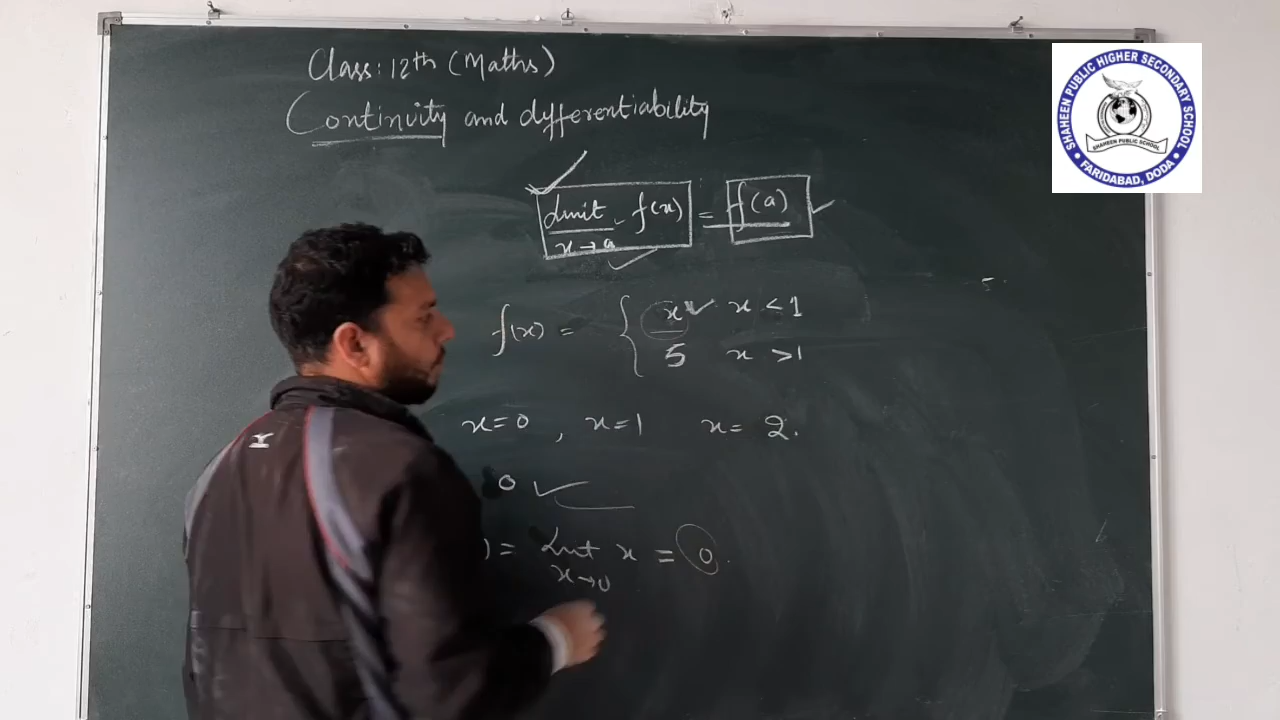 Class: 12th (Maths)
Continuity and differentiability
Limit x→a f(x) = f(a)
f(x) = { x x < 1
5 x > 1
x=0 , x=1 x= 2.
0
) = Limit x→0 x = 0.
5
SHAHEEN PUBLIC HIGHER SECONDARY SCHOOL
SHAHEEN PUBLIC SCHOOL
FARIDABAD, DODA